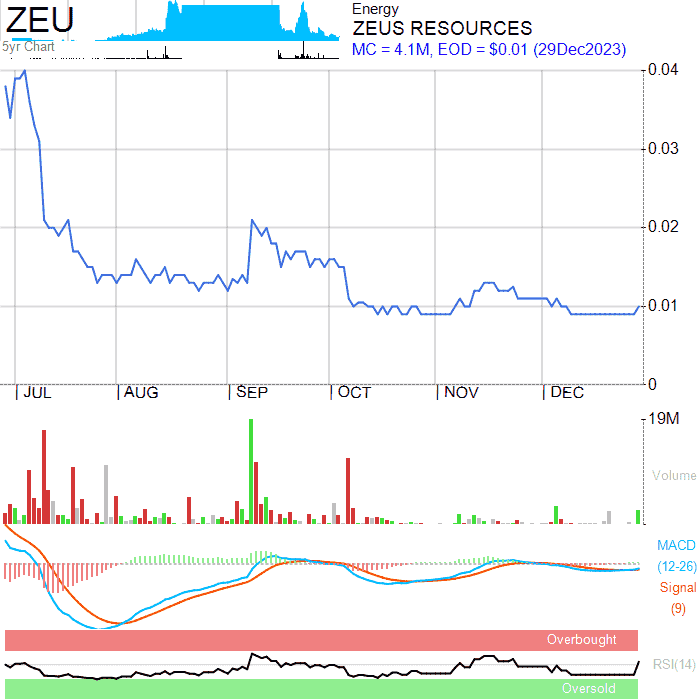 ZEU
Energy
ZEUS RESOURCES
5yr Chart
MC = 4.1M, EOD = $0.01 (29Dec2023)
0.04
0.03
0.02
0.01
0
JUL
AUG
SEP
OCT
NOV
DEC
19M
Volume
MACD
(12-26)
Signal
(9)
Overbought
RSI(14)
Oversold